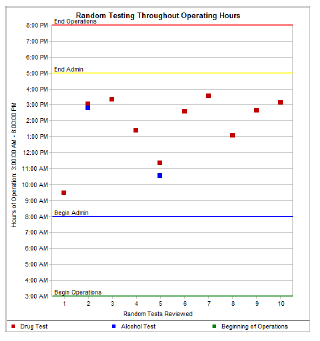 Random Testing Throughout Operating Hours
End Operations
8:00 PM
7:00 PM
6:00 PM
End Admin
5:00 PM
4:00 PM
3:00 PM
2:00 PM
1:00 PM
12:00 PM
11:00 AM
10:00 AM
9:00 AM
Begin Admin
8:00 AM
7:00 AM
6:00 AM
5:00 AM
4:00 AM
Begin Operations
3:00 AM
Hours of Operation: 3:00:00 AM - 8:00:00 PM
1 2 3 4 5 6 7 8 9 10
Random Tests Reviewed
Drug Test Alcohol Test Beginning of Operations